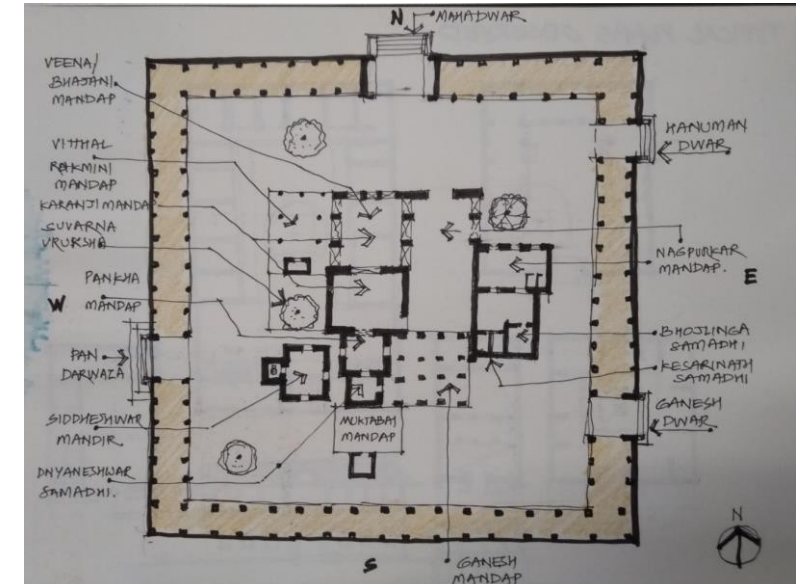 N
MAHADWAR
VEENA/
BHAJANI
MANDAP
VITTHAL
RAKMINI
MANDAP
KARANJI MANDAP
SUVARNA
VRURKSHA
PANKHA
MANDAP
W
PAN
DARWAZA
SIDDHESHWAR
MANDIR.
DNYANESHWAR
SAMADHI.
MUKTABAI
MANDAP
S
GANESH
MANDAP
HANUMAN
DWAR
NAGPURKAR
MANDAP.
E
BHOJLINGA
SAMADHI
KESARINATH
SAMADHI
GANESH
DWAR
N